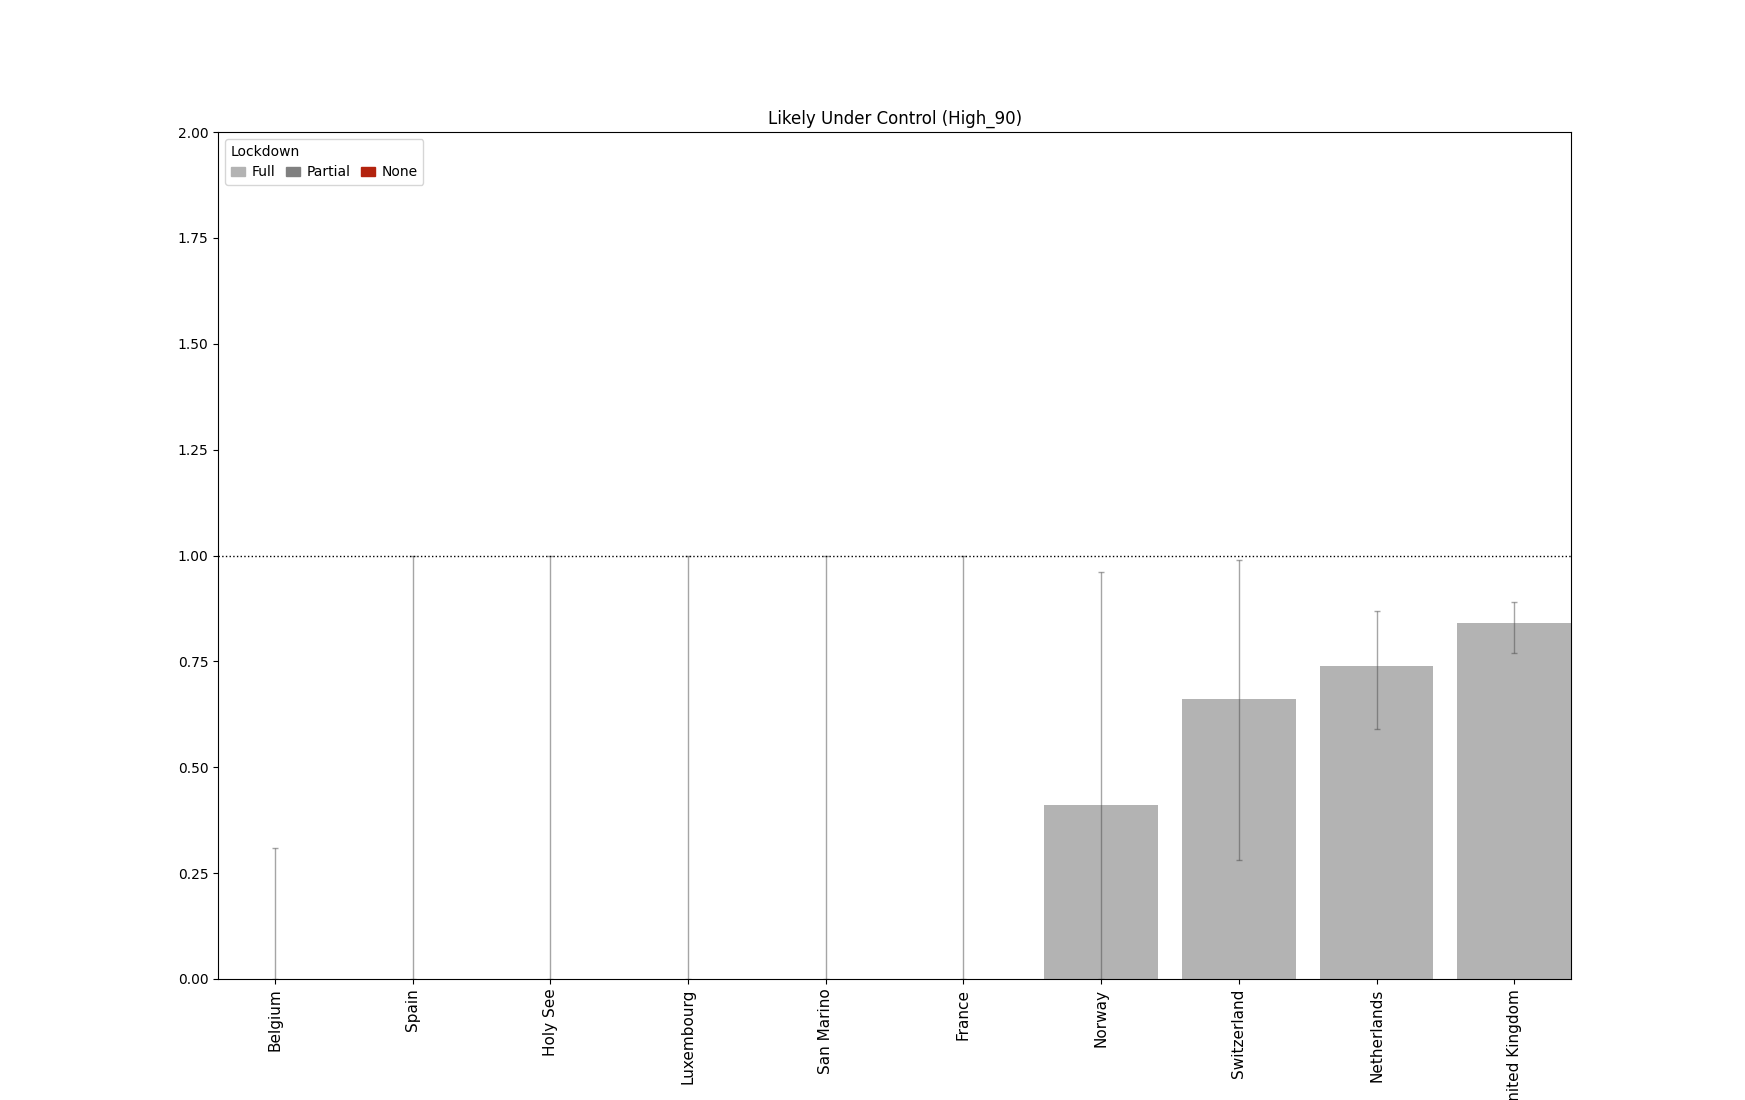 Likely Under Control (High_90)
2.00
Lockdown
Full Partial None
1.75
1.50
1.25
1.00
0.75
0.50
0.25
0.00
Belgium
Spain
Holy See
Luxembourg
San Marino
France
Norway
Switzerland
Netherlands
nited Kingdom